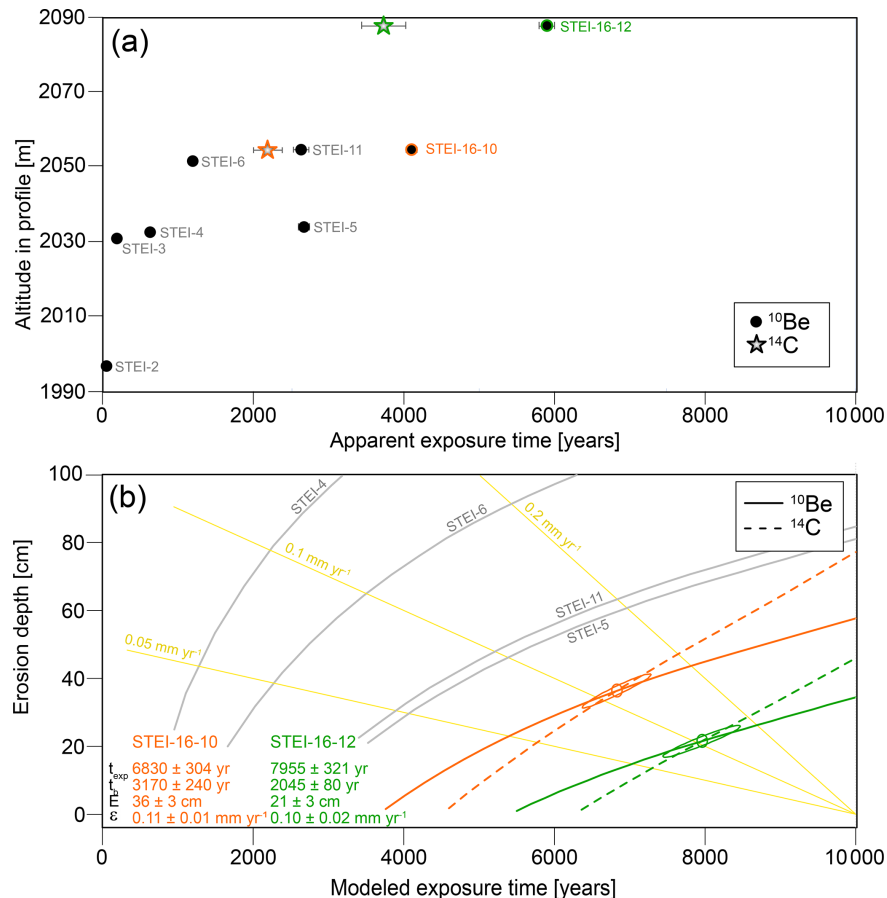 (a)
2090
2070
2050
2030
2010
1990
Altitude in profile [m]
STEI-16-12
STEI-6
STEI-11
STEI-16-10
STEI-4
STEI-3
STEI-5
STEI-2
¹⁰Be
¹⁴C
0 2000 4000 6000 8000 10000
Apparent exposure time [years]
(b)
100
80
60
40
20
0
Erosion depth [cm]
STEI-4
STEI-6
STEI-11
STEI-5
0.2 mm yr⁻¹
0.1 mm yr⁻¹
0.05 mm yr⁻¹
¹⁰Be
¹⁴C
STEI-16-10 STEI-16-12
t_exp 6830 ± 304 yr 7955 ± 321 yr
t_b 3170 ± 240 yr 2045 ± 80 yr
E 36 ± 3 cm 21 ± 3 cm
ε 0.11 ± 0.01 mm yr⁻¹ 0.10 ± 0.02 mm yr⁻¹
0 2000 4000 6000 8000 10000
Modeled exposure time [years]